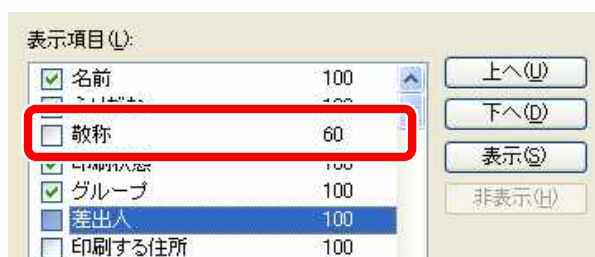 表示項目(L):
名前 100
敬称 60
グループ 100
差出人 100
印刷する住所 100
上へ(U)
下へ(D)
表示(S)
非表示(H)